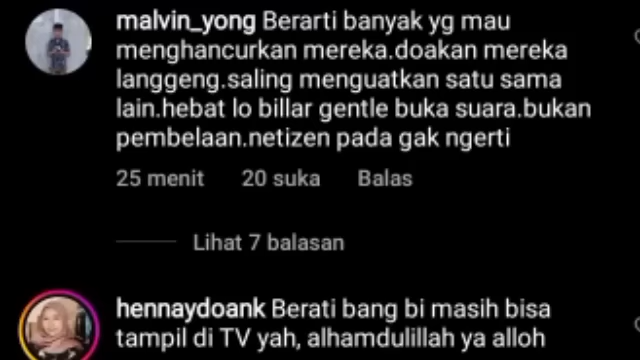 malvin_yong Berarti banyak yg mau
menghancurkan mereka.doakan mereka
langgeng.saling menguatkan satu sama
lain.hebat lo billar gentle buka suara.bukan
pembelaan.netizen pada gak ngerti
25 menit 20 suka Balas
Lihat 7 balasan
hennaydoank Berati bang bi masih bisa
tampil di TV yah, alhamdulillah ya alloh